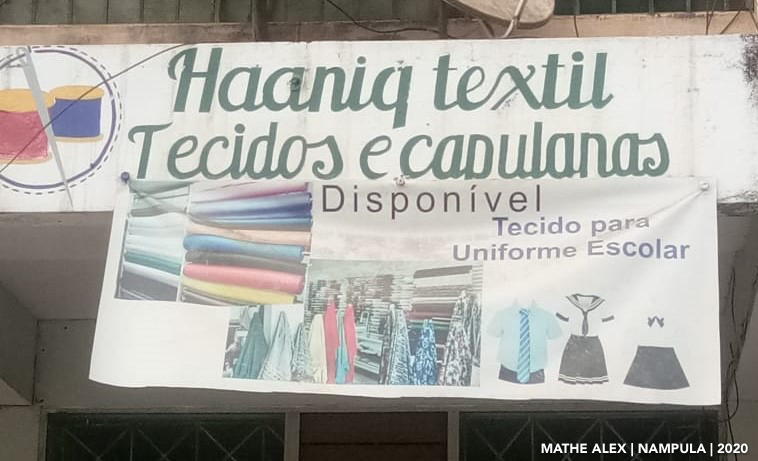 Haaniq textil
Tecidos e capulanas
Disponível
Tecido para
Uniforme Escolar
MATHE ALEX | NAMPULA | 2020